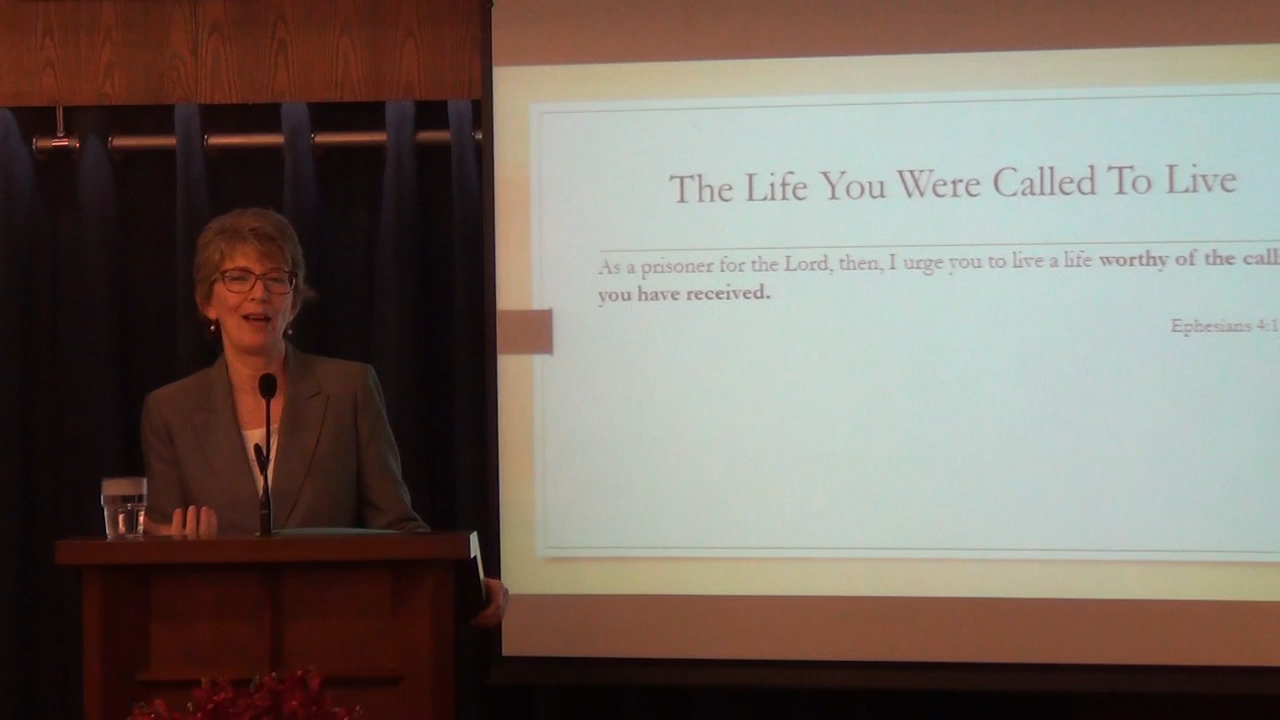 The Life You Were Called To Live
As a prisoner for the Lord, then, I urge you to live a life worthy of the call
you have received.
Ephesians 4:1